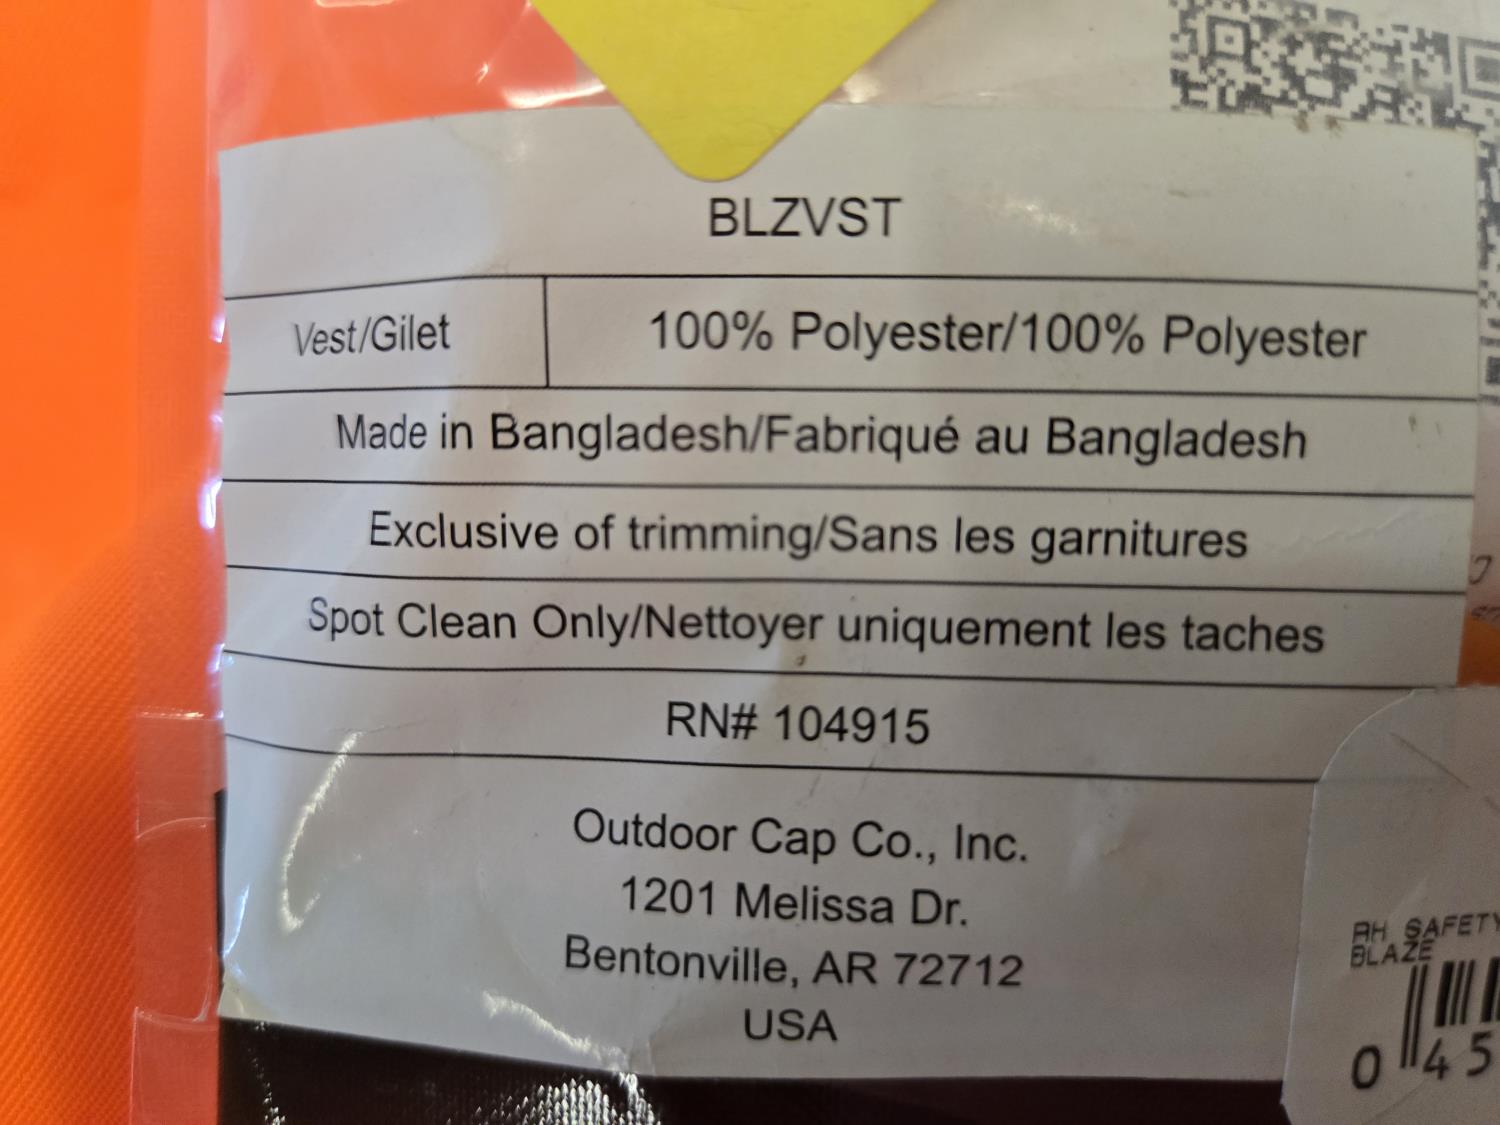 BLZVST
Vest/Gilet 100% Polyester/100% Polyester
Made in Bangladesh/Fabriqué au Bangladesh
Exclusive of trimming/Sans les garnitures
Spot Clean Only/Nettoyer uniquement les taches
RN# 104915
Outdoor Cap Co., Inc.
1201 Melissa Dr.
Bentonville, AR 72712
USA
RH SAFETY
BLAZE
0 45